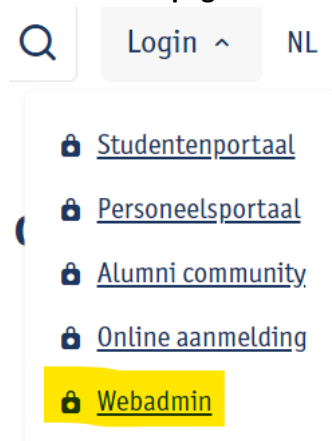 Login NL
Studentenportaal
Personeelsportaal
Alumni community
Online aanmelding
Webadmin